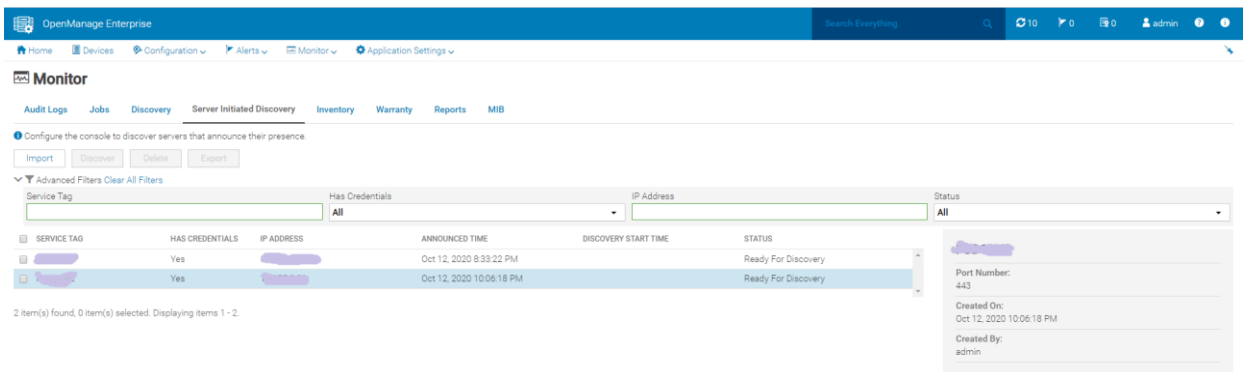 OpenManage Enterprise Search Everything 10 0 0 admin
Home Devices Configuration Alerts Monitor Application Settings
Monitor
Audit Logs Jobs Discovery Server Initiated Discovery Inventory Warranty Reports MIB
Configure the console to discover servers that announce their presence.
Import Discover Delete Export
Advanced Filters Clear All Filters
Service Tag Has Credentials IP Address Status
All All
SERVICE TAG HAS CREDENTIALS IP ADDRESS ANNOUNCED TIME DISCOVERY START TIME STATUS
Yes Oct 12, 2020 8:33:22 PM Ready For Discovery
Yes Oct 12, 2020 10:06:18 PM Ready For Discovery
2 item(s) found, 0 item(s) selected. Displaying items 1 - 2.
Port Number:
443
Created On:
Oct 12, 2020 10:06:18 PM
Created By:
admin